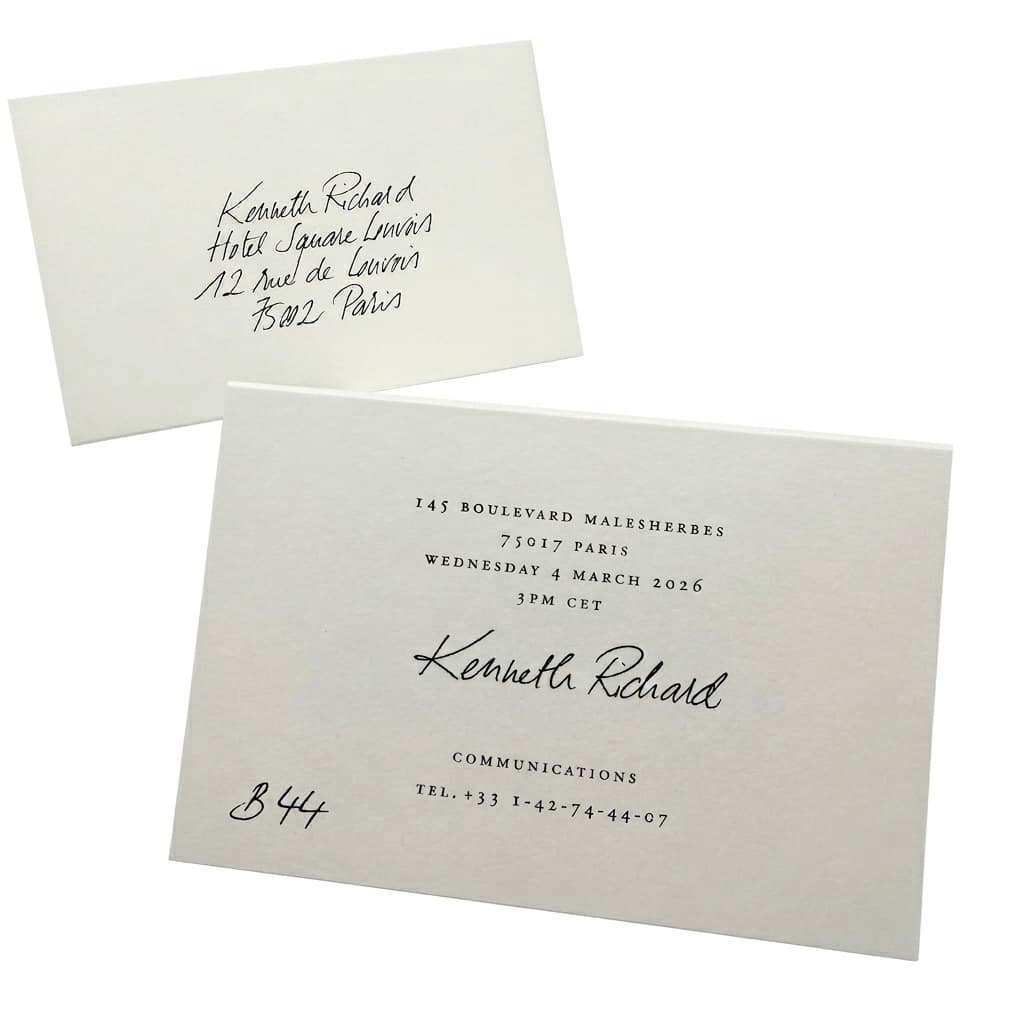 Kenneth Richard
Hotel Square Louvois
12 rue de Louvois
75002 Paris
145 BOULEVARD MALESHERBES
75017 PARIS
WEDNESDAY 4 MARCH 2026
3PM CET
Kenneth Richard
COMMUNICATIONS
TEL. +33 1-42-74-44-07
B 44